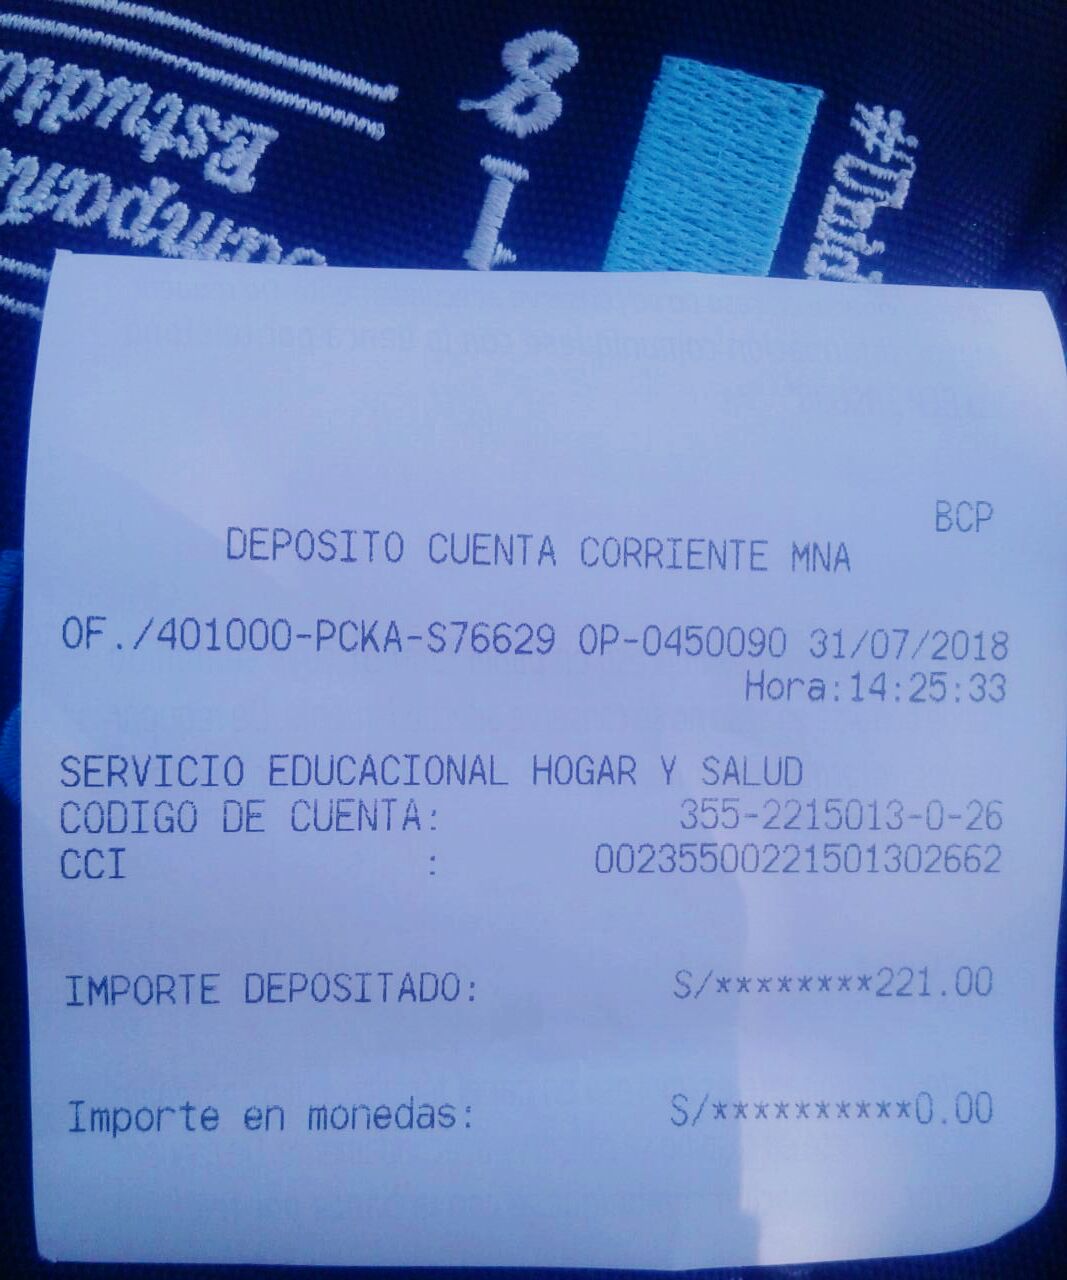 BCP
DEPOSITO CUENTA CORRIENTE MNA
OF./401000-PCKA-S76629 OP-0450090 31/07/2018
Hora:14:25:33
SERVICIO EDUCACIONAL HOGAR Y SALUD
CODIGO DE CUENTA: 355-2215013-0-26
CCI : 00235500221501302662
IMPORTE DEPOSITADO: S/********221.00
Importe en monedas: S/**********0.00